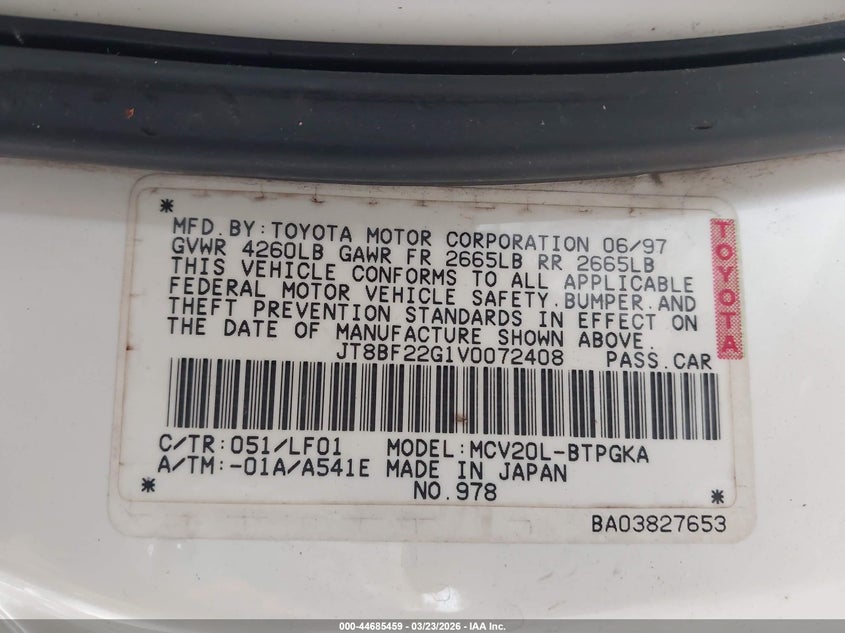 *
MFD.BY:TOYOTA MOTOR CORPORATION 06/97
GVWR 4260LB GAWR FR 2665LB RR 2665LB
THIS VEHICLE CONFORMS TO ALL APPLICABLE
FEDERAL MOTOR VEHICLE SAFETY.BUMPER.AND
THEFT PREVENTION STANDARDS IN EFFECT ON
THE DATE OF MANUFACTURE SHOWN ABOVE.
TOYOTA
JT8BF22G1V0072408 PASS.CAR
C/TR:051/LF01 MODEL:MCV20L-BTPGKA
A/TM:-01A/A541E MADE IN JAPAN
* NO.978 *
BA03827653
000-44685459 - 03/23/2026 - IAA Inc.